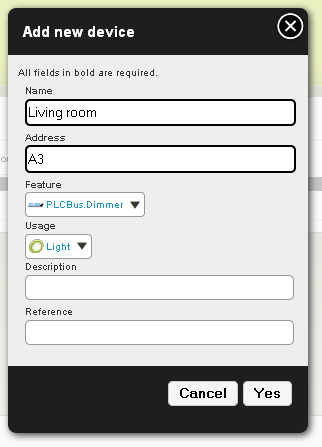 Add new device
All fields in bold are required.
Name
Living room
Address
A3
Feature
PLCBus.Dimmer
Usage
Light
Description
Reference
Cancel Yes